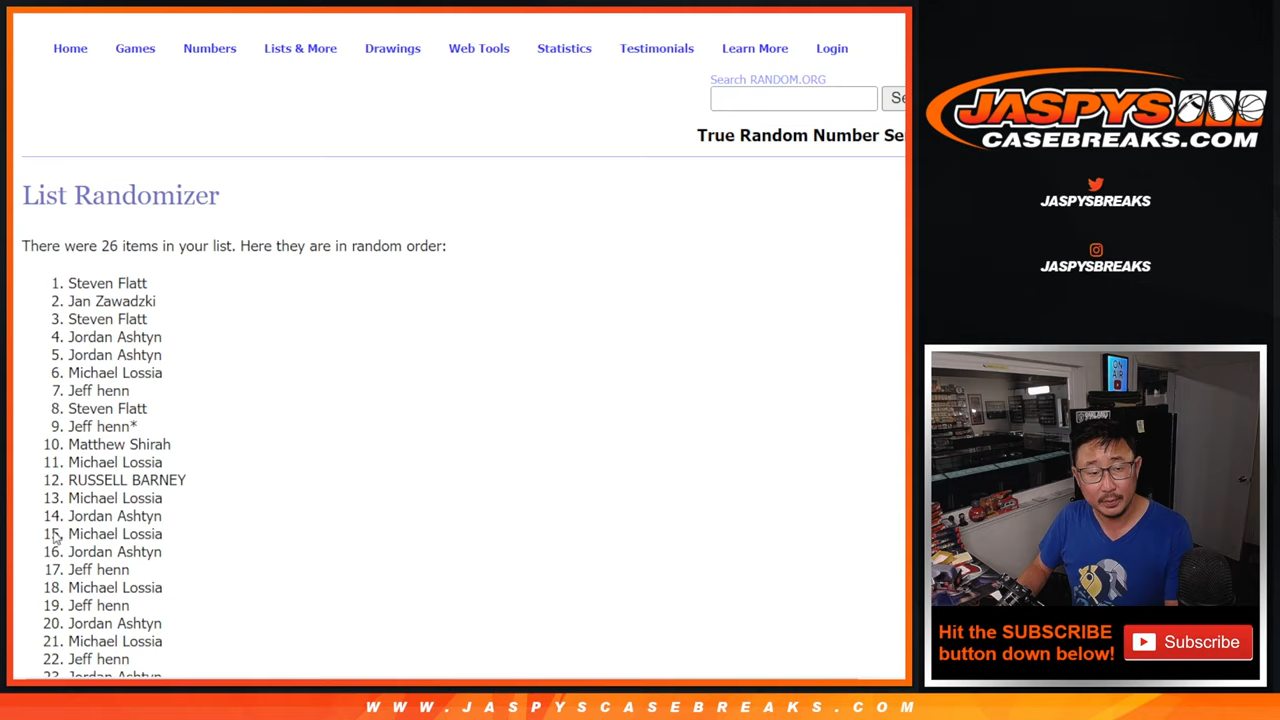 Home Games Numbers Lists & More Drawings Web Tools Statistics Testimonials Learn More Login
Search RANDOM.ORG
True Random Number Se
List Randomizer
There were 26 items in your list. Here they are in random order:
1. Steven Flatt
2. Jan Zawadzki
3. Steven Flatt
4. Jordan Ashtyn
5. Jordan Ashtyn
6. Michael Lossia
7. Jeff henn
8. Steven Flatt
9. Jeff henn*
10. Matthew Shirah
11. Michael Lossia
12. RUSSELL BARNEY
13. Michael Lossia
14. Jordan Ashtyn
15. Michael Lossia
16. Jordan Ashtyn
17. Jeff henn
18. Michael Lossia
19. Jeff henn
20. Jordan Ashtyn
21. Michael Lossia
22. Jeff henn
23. Jordan Ashtyn
JASPYS
CASEBREAKS.COM
JASPYSBREAKS
JASPYSBREAKS
ON
AIR
Hit the SUBSCRIBE
button down below!
Subscribe
WWW.JASPYSCASEBREAKS.COM